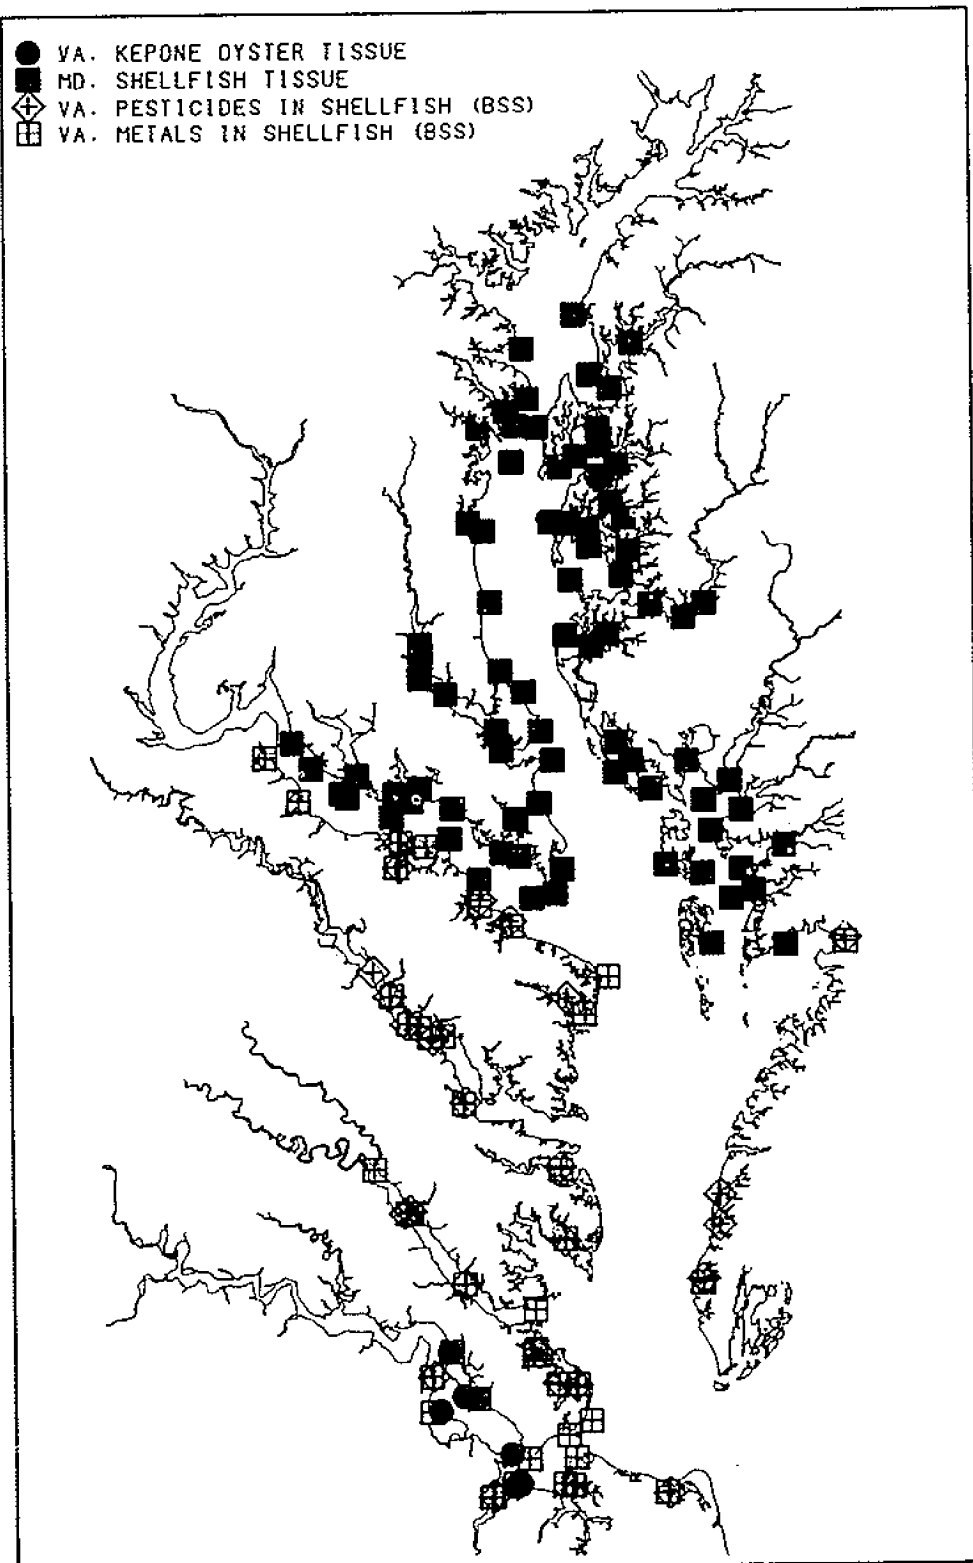 VA. KEPONE OYSTER TISSUE
MD. SHELLFISH TISSUE
VA. PESTICIDES IN SHELLFISH (BSS)
VA. METALS IN SHELLFISH (BSS)